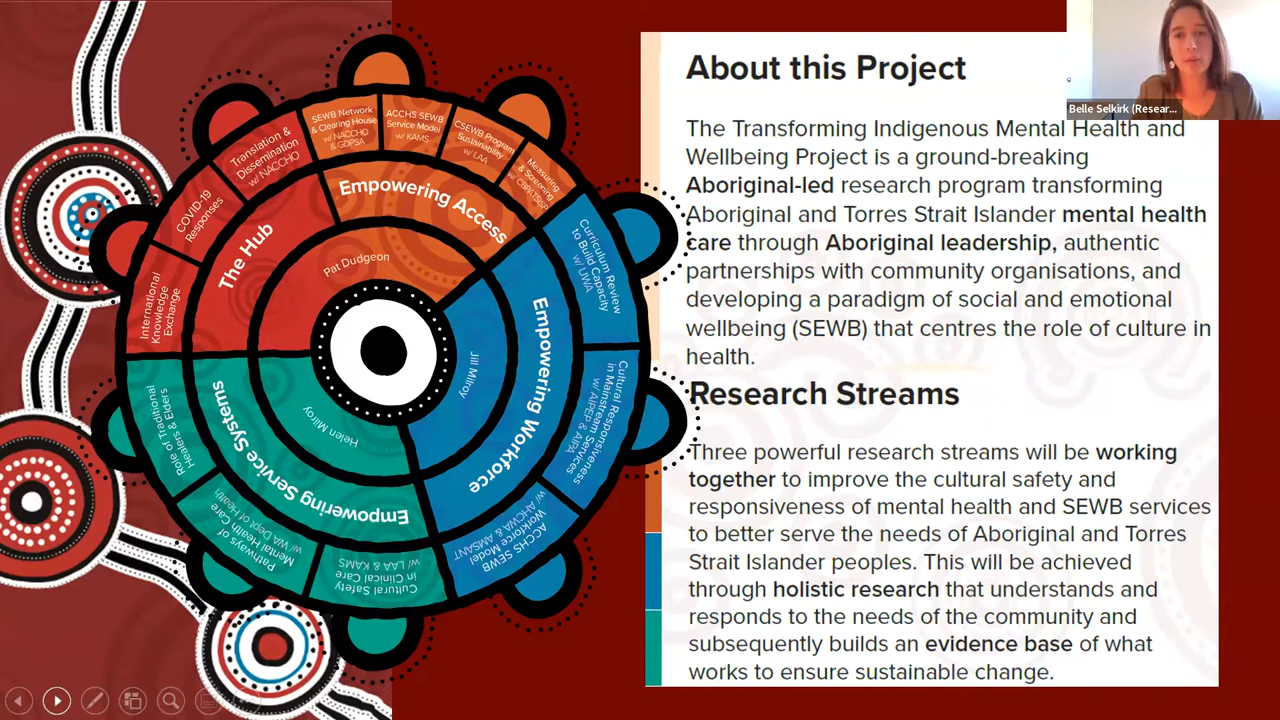 Belle Selkirk (Resear...
About this Project
The Transforming Indigenous Mental Health and
Wellbeing Project is a ground-breaking
Aboriginal-led research program transforming
Aboriginal and Torres Strait Islander mental health
care through Aboriginal leadership, authentic
partnerships with community organisations, and
developing a paradigm of social and emotional
wellbeing (SEWB) that centres the role of culture in
health.
Research Streams
Three powerful research streams will be working
together to improve the cultural safety and
responsiveness of mental health and SEWB services
to better serve the needs of Aboriginal and Torres
Strait Islander peoples. This will be achieved
through holistic research that understands and
responds to the needs of the community and
subsequently builds an evidence base of what
works to ensure sustainable change.
The Hub
International
Knowledge
Exchange
COVID-19
Responses
Translation &
Dissemination
w/ NACCHO
Empowering Access
Pat Dudgeon
SEWB Network
& Clearing House
w/ NACCHO
& GDPSA
ACCHS SEWB
Service Model
w/ KAMS
CSEWB Program
Sustainability
w/ LAA
Measuring
& Screening
w/ CBPATSISP
Empowering Workforce
Jill Milroy
Curriculum Review
to Build Capacity
w/ UWA
Cultural Responsiveness
in Mainstream Services
w/ AIPEP & AIPA
ACCHS SEWB
Workforce Model
w/ AHCWA & AMSANT
Empowering Service Systems
Helen Milroy
Cultural Safety
in Clinical Care
w/ LAA & KAMS
Pathways of
Mental Health Care
w/ WA Dept of Health
Role of Traditional
Healers & Elders